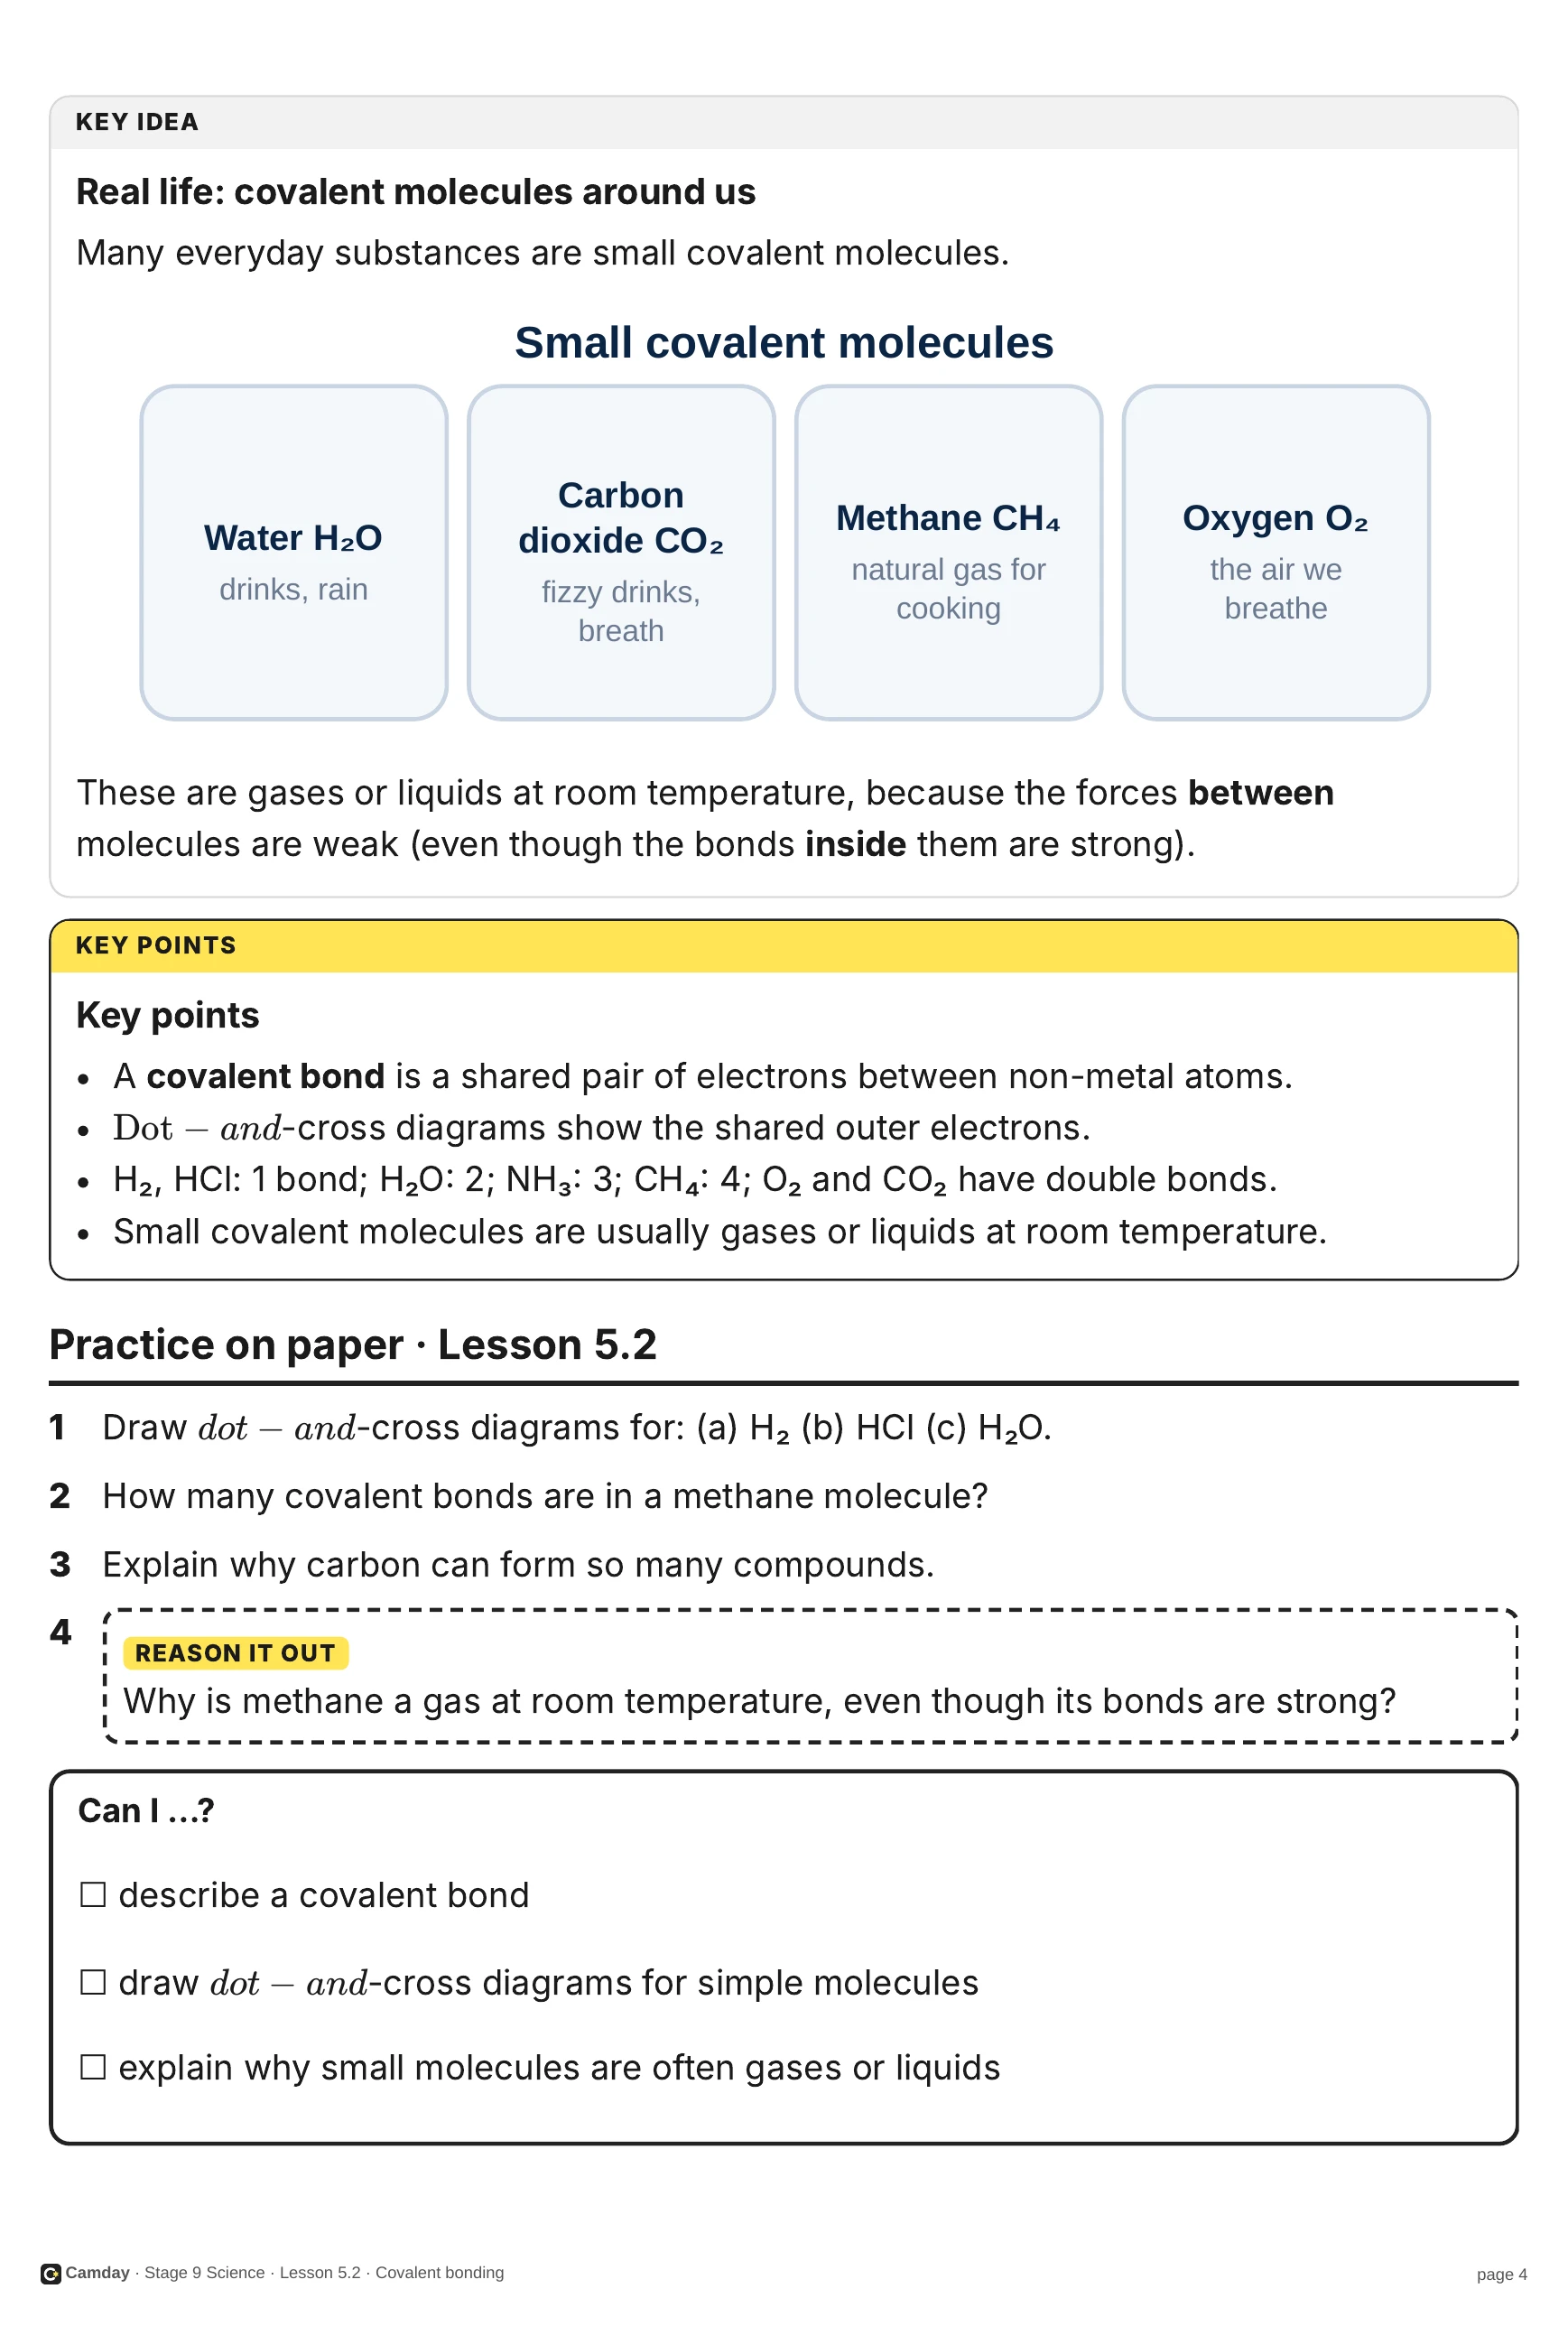 KEY IDEA
Real life: covalent molecules around us
Many everyday substances are small covalent molecules.
Small covalent molecules
Water H₂O
drinks, rain
Carbon
dioxide CO₂
fizzy drinks,
breath
Methane CH₄
natural gas for
cooking
Oxygen O₂
the air we
breathe
These are gases or liquids at room temperature, because the forces between
molecules are weak (even though the bonds inside them are strong).
KEY POINTS
Key points
• A covalent bond is a shared pair of electrons between non-metal atoms.
• Dot − and-cross diagrams show the shared outer electrons.
• H₂, HCl: 1 bond; H₂O: 2; NH₃: 3; CH₄: 4; O₂ and CO₂ have double bonds.
• Small covalent molecules are usually gases or liquids at room temperature.
Practice on paper · Lesson 5.2
1 Draw dot − and-cross diagrams for: (a) H₂ (b) HCl (c) H₂O.
2 How many covalent bonds are in a methane molecule?
3 Explain why carbon can form so many compounds.
4 REASON IT OUT
Why is methane a gas at room temperature, even though its bonds are strong?
Can I ...?
☐ describe a covalent bond
☐ draw dot − and-cross diagrams for simple molecules
☐ explain why small molecules are often gases or liquids
Camday · Stage 9 Science · Lesson 5.2 · Covalent bonding
page 4